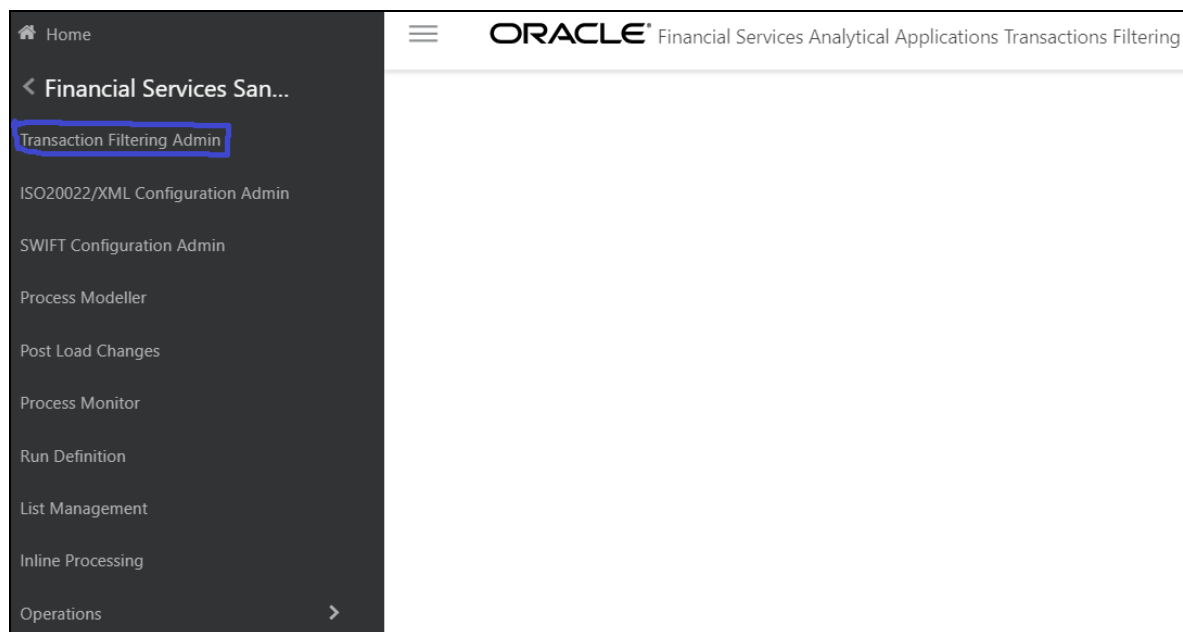 Home
ORACLE® Financial Services Analytical Applications Transactions Filtering
Financial Services San...
Transaction Filtering Admin
ISO20022/XML Configuration Admin
SWIFT Configuration Admin
Process Modeller
Post Load Changes
Process Monitor
Run Definition
List Management
Inline Processing
Operations